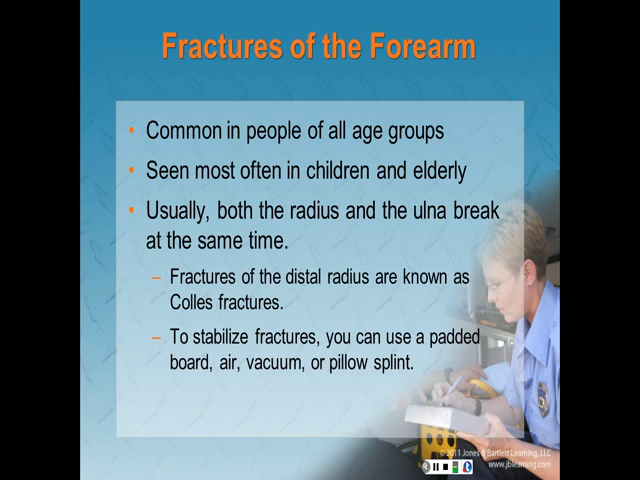 Fractures of the Forearm
• Common in people of all age groups
• Seen most often in children and elderly
• Usually, both the radius and the ulna break
at the same time.
– Fractures of the distal radius are known as
Colles fractures.
– To stabilize fractures, you can use a padded
board, air, vacuum, or pillow splint.
© 2011 Jones & Bartlett Learning, LLC
www.jblearning.com